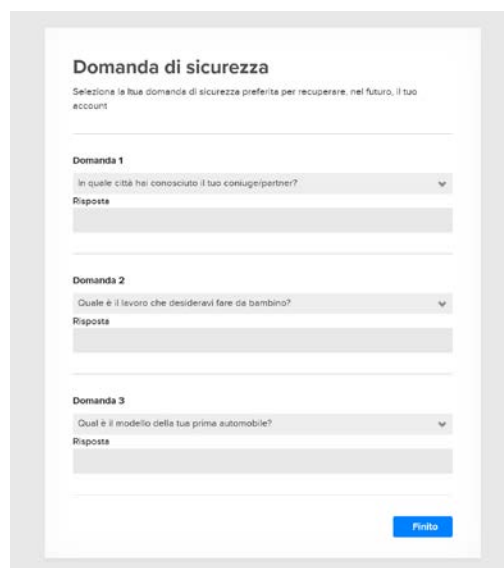 Domanda di sicurezza
Seleziona la ltua domanda di sicurezza preferita per recuperare, nel futuro, il tuo
account
Domanda 1
In quale città hai conosciuto il tuo coniuge/partner?
Risposta
Domanda 2
Quale è il lavoro che desideravi fare da bambino?
Risposta
Domanda 3
Qual è il modello della tua prima automobile?
Risposta
Finito